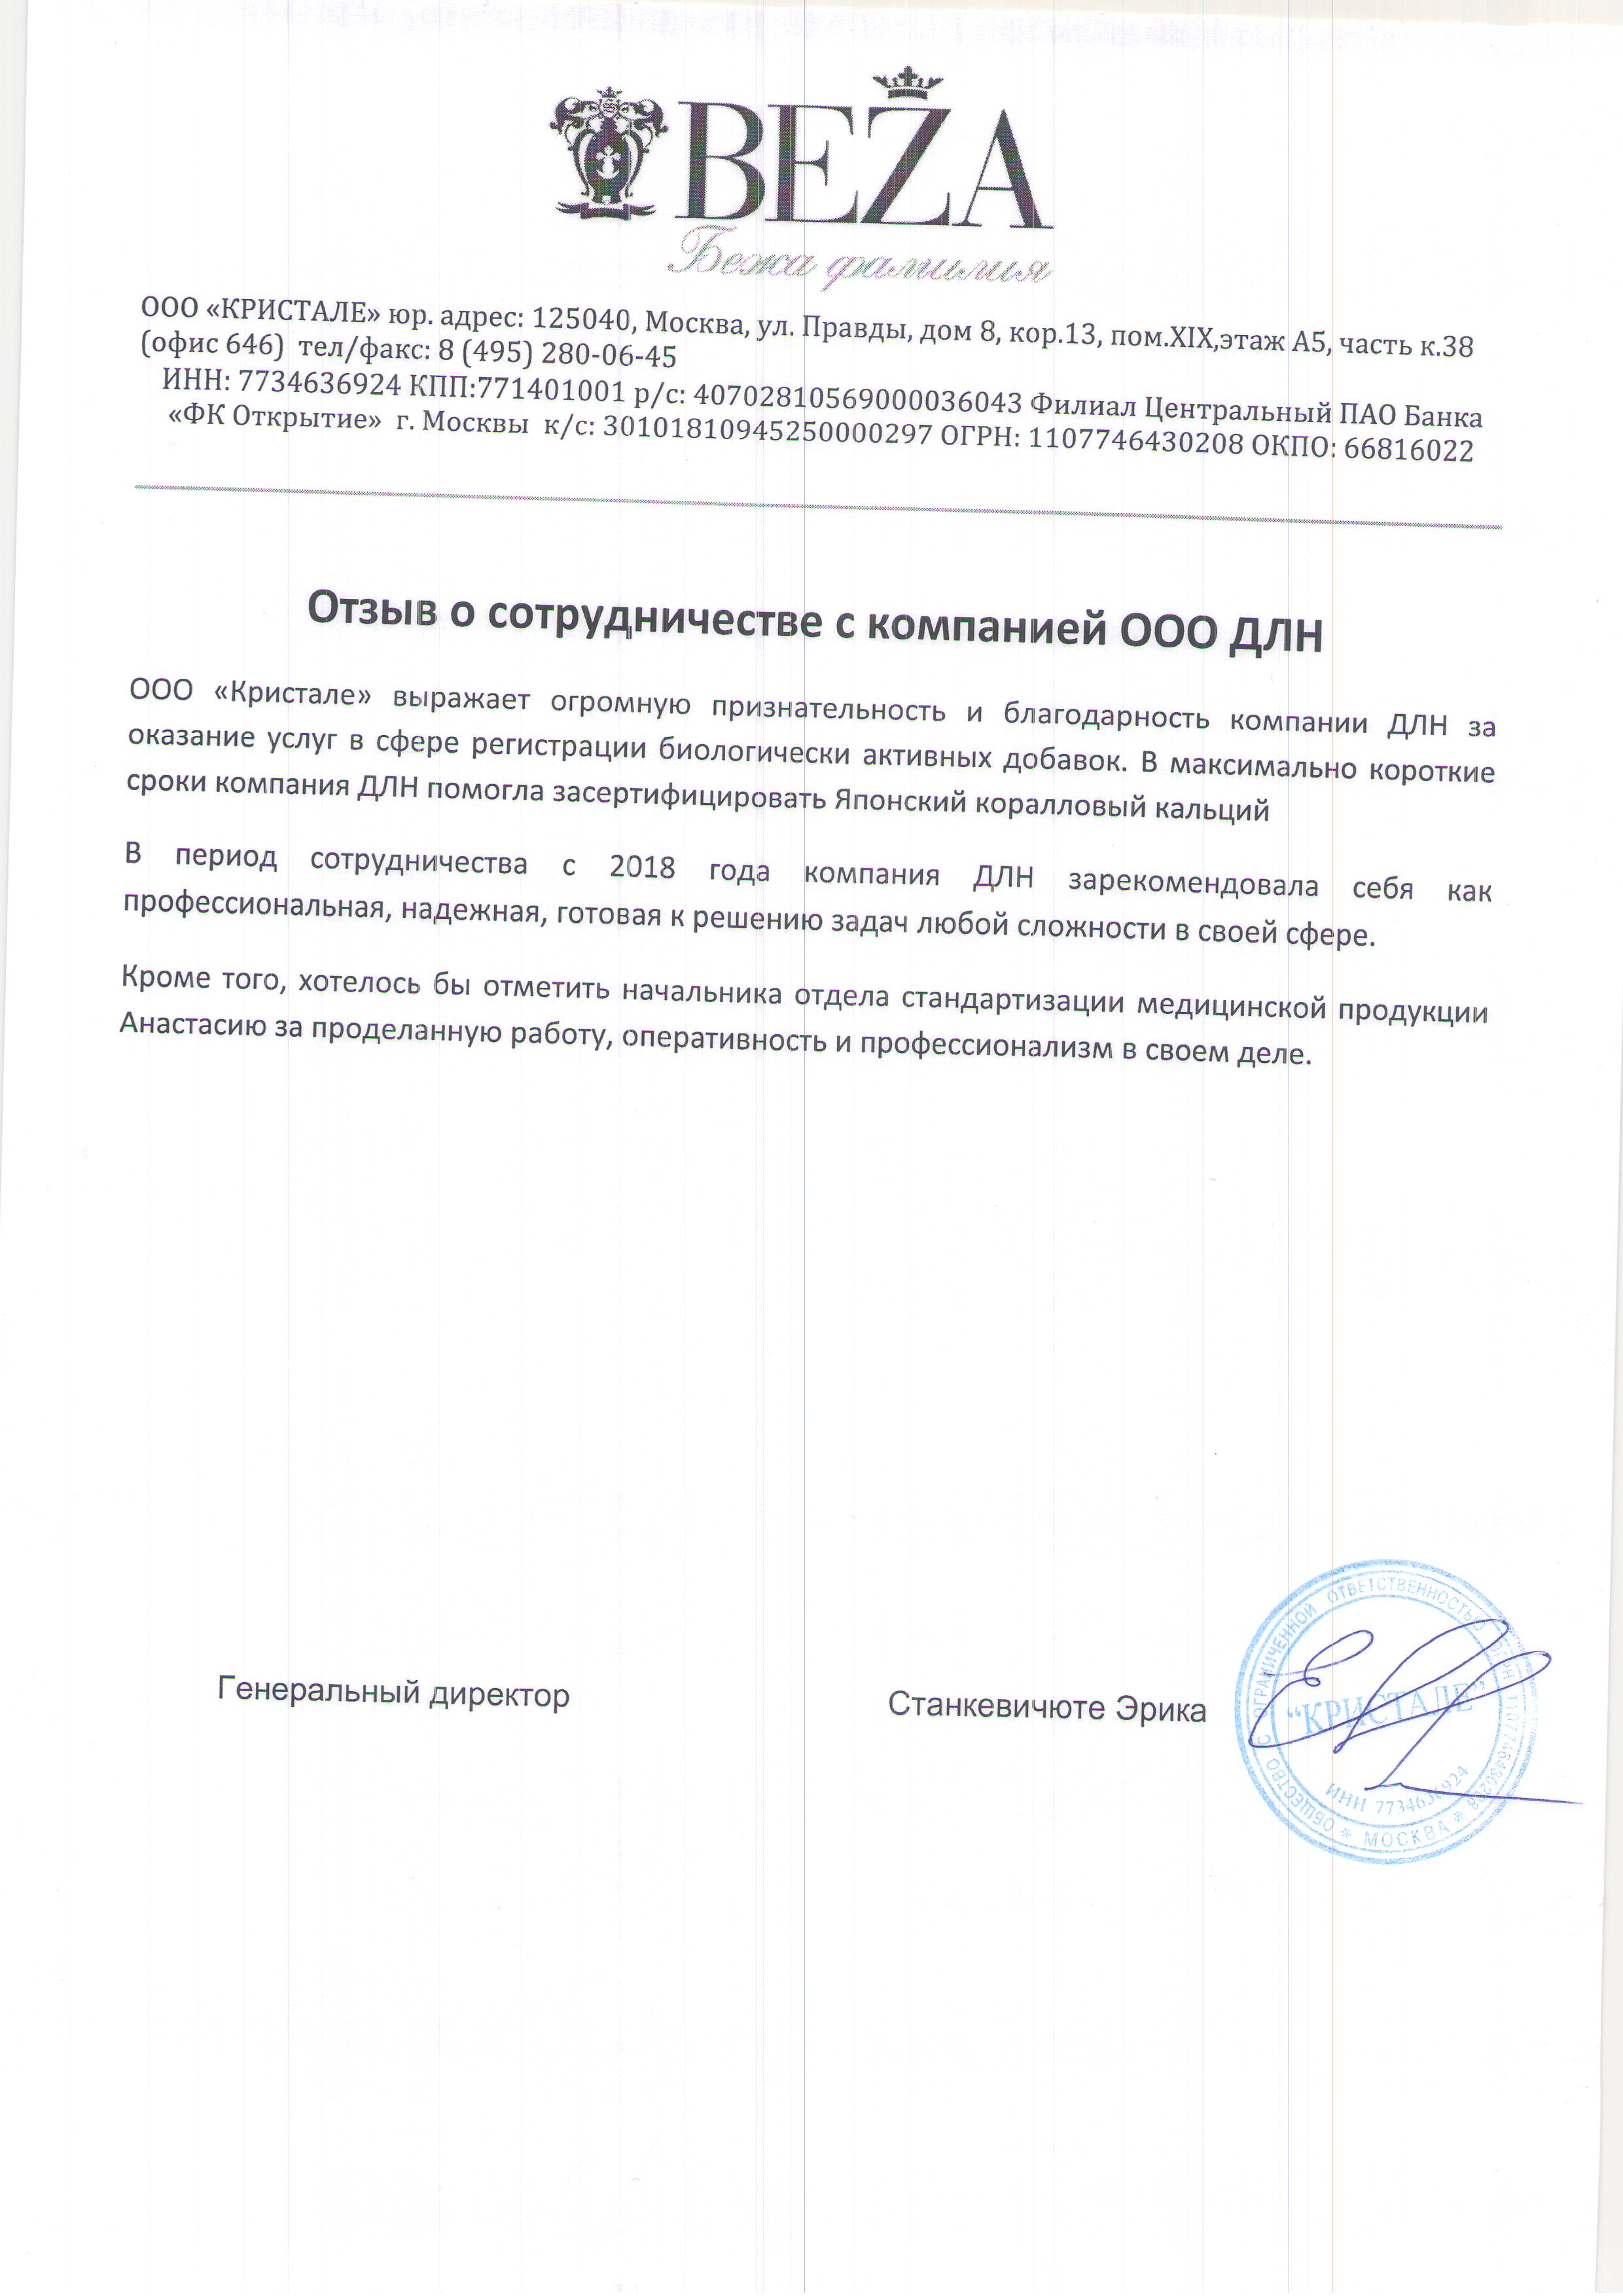 BEŽA
Бежа фамилия
ООО «КРИСТАЛЕ» юр. адрес: 125040, Москва, ул. Правды, дом 8, кор.13, пом.XIX,этаж А5, часть к.38
(офис 646) тел/факс: 8 (495) 280-06-45
ИНН: 7734636924 КПП:771401001 р/с: 40702810569000036043 Филиал Центральный ПАО Банка
«ФК Открытие» г. Москвы к/с: 30101810945250000297 ОГРН: 1107746430208 ОКПО: 66816022
Отзыв о сотрудничестве с компанией ООО ДЛН
ООО «Кристале» выражает огромную признательность и благодарность компании ДЛН за
оказание услуг в сфере регистрации биологически активных добавок. В максимально короткие
сроки компания ДЛН помогла засертифицировать Японский коралловый кальций
В период сотрудничества с 2018 года компания ДЛН зарекомендовала себя как
профессиональная, надежная, готовая к решению задач любой сложности в своей сфере.
Кроме того, хотелось бы отметить начальника отдела стандартизации медицинской продукции
Анастасию за проделанную работу, оперативность и профессионализм в своем деле.
Генеральный директор
Станкевичюте Эрика
ОБЩЕСТВО С ОГРАНИЧЕННОЙ ОТВЕТСТВЕННОСТЬЮ ОГРН 1107746430208
"КРИСТАЛЕ"
ИНН 7734636924
* МОСКВА *